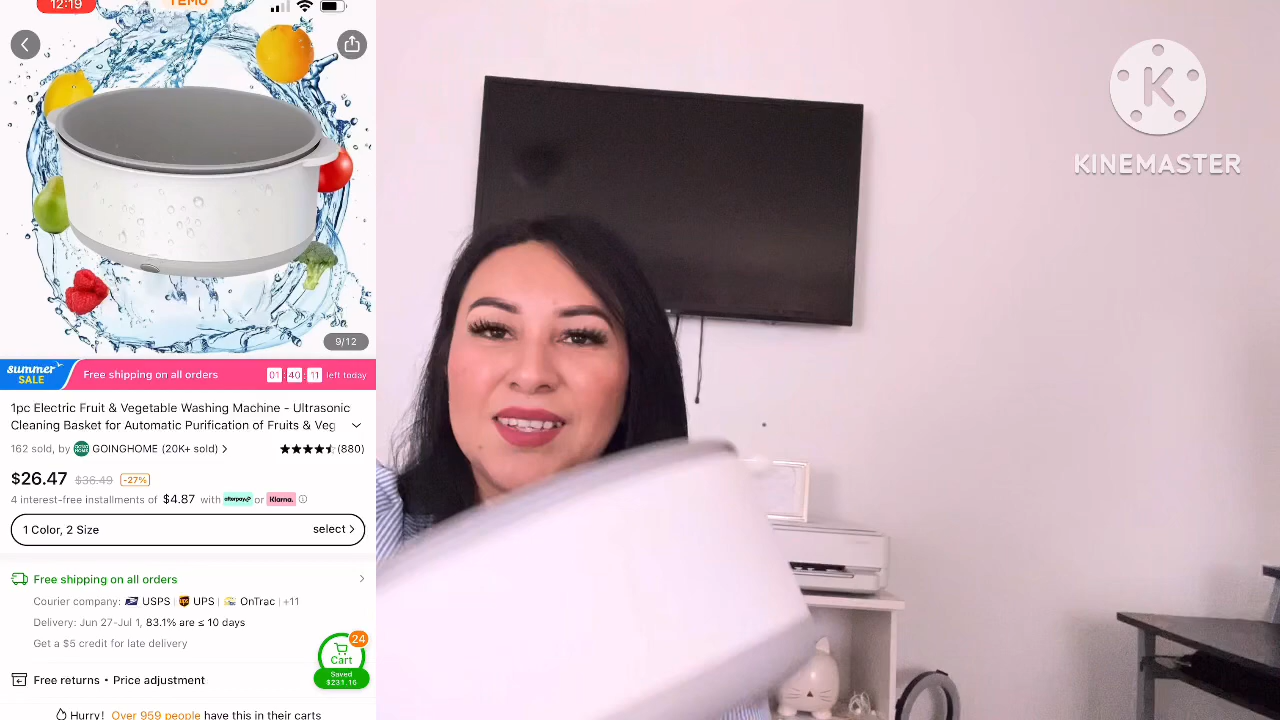 12:19
TEMU
9/12
summer
SALE
Free shipping on all orders
01 40 11 left today
1pc Electric Fruit & Vegetable Washing Machine - Ultrasonic
Cleaning Basket for Automatic Purification of Fruits & Veg
162 sold, by GOINGHOME (20K+ sold) (880)
$26.47 $36.49 -27%
4 interest-free installments of $4.87 with afterpay or Klarna.
1 Color, 2 Size select
Free shipping on all orders
Courier company: USPS | UPS | OnTrac | +11
Delivery: Jun 27-Jul 1, 83.1% are ≤ 10 days
Get a $5 credit for late delivery
24
Cart
Saved
$231.16
Free returns • Price adjustment
Hurry! Over 959 people have this in their carts
K
KINEMASTER